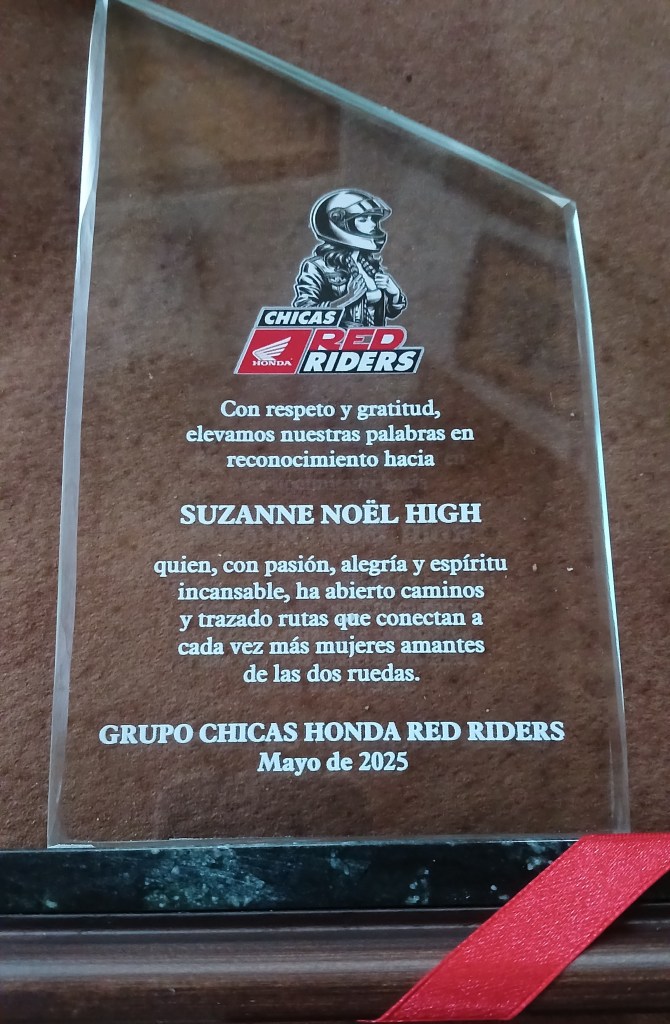 CHICAS
RED
HONDA
RIDERS
Con respeto y gratitud,
elevamos nuestras palabras en
reconocimiento hacia
SUZANNE NOËL HIGH
quien, con pasión, alegría y espíritu
incansable, ha abierto caminos
y trazado rutas que conectan a
cada vez más mujeres amantes
de las dos ruedas.
GRUPO CHICAS HONDA RED RIDERS
Mayo de 2025